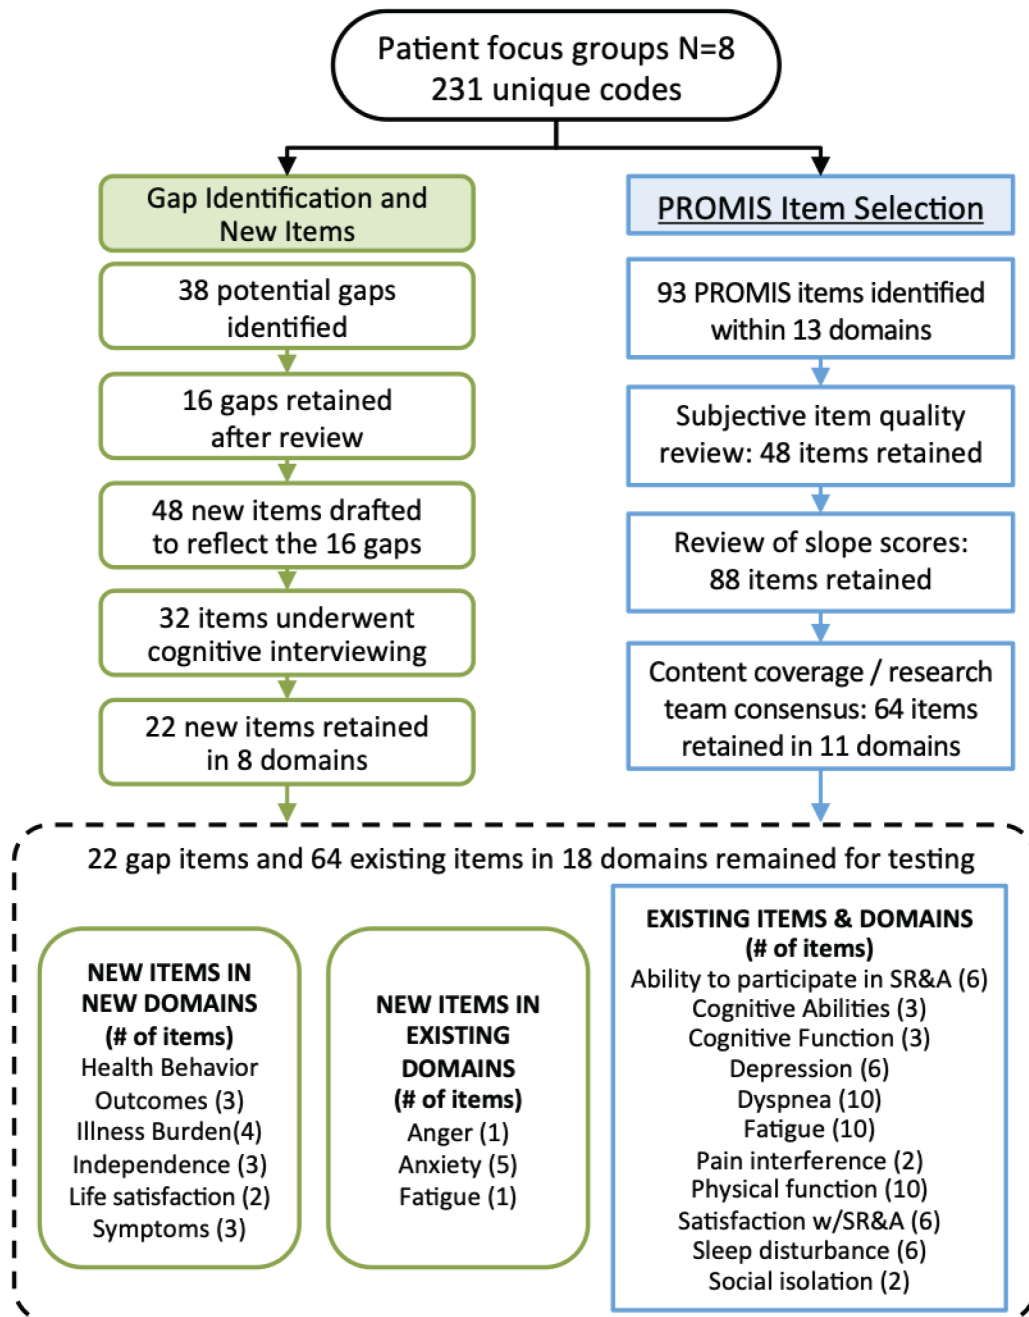 Patient focus groups N=8
231 unique codes
Gap Identification and
New Items
38 potential gaps
identified
16 gaps retained
after review
48 new items drafted
to reflect the 16 gaps
32 items underwent
cognitive interviewing
22 new items retained
in 8 domains
PROMIS Item Selection
93 PROMIS items identified
within 13 domains
Subjective item quality
review: 48 items retained
Review of slope scores:
88 items retained
Content coverage / research
team consensus: 64 items
retained in 11 domains
22 gap items and 64 existing items in 18 domains remained for testing
NEW ITEMS IN
NEW DOMAINS
(# of items)
Health Behavior
Outcomes (3)
Illness Burden(4)
Independence (3)
Life satisfaction (2)
Symptoms (3)
NEW ITEMS IN
EXISTING
DOMAINS
(# of items)
Anger (1)
Anxiety (5)
Fatigue (1)
EXISTING ITEMS & DOMAINS
(# of items)
Ability to participate in SR&A (6)
Cognitive Abilities (3)
Cognitive Function (3)
Depression (6)
Dyspnea (10)
Fatigue (10)
Pain interference (2)
Physical function (10)
Satisfaction w/SR&A (6)
Sleep disturbance (6)
Social isolation (2)